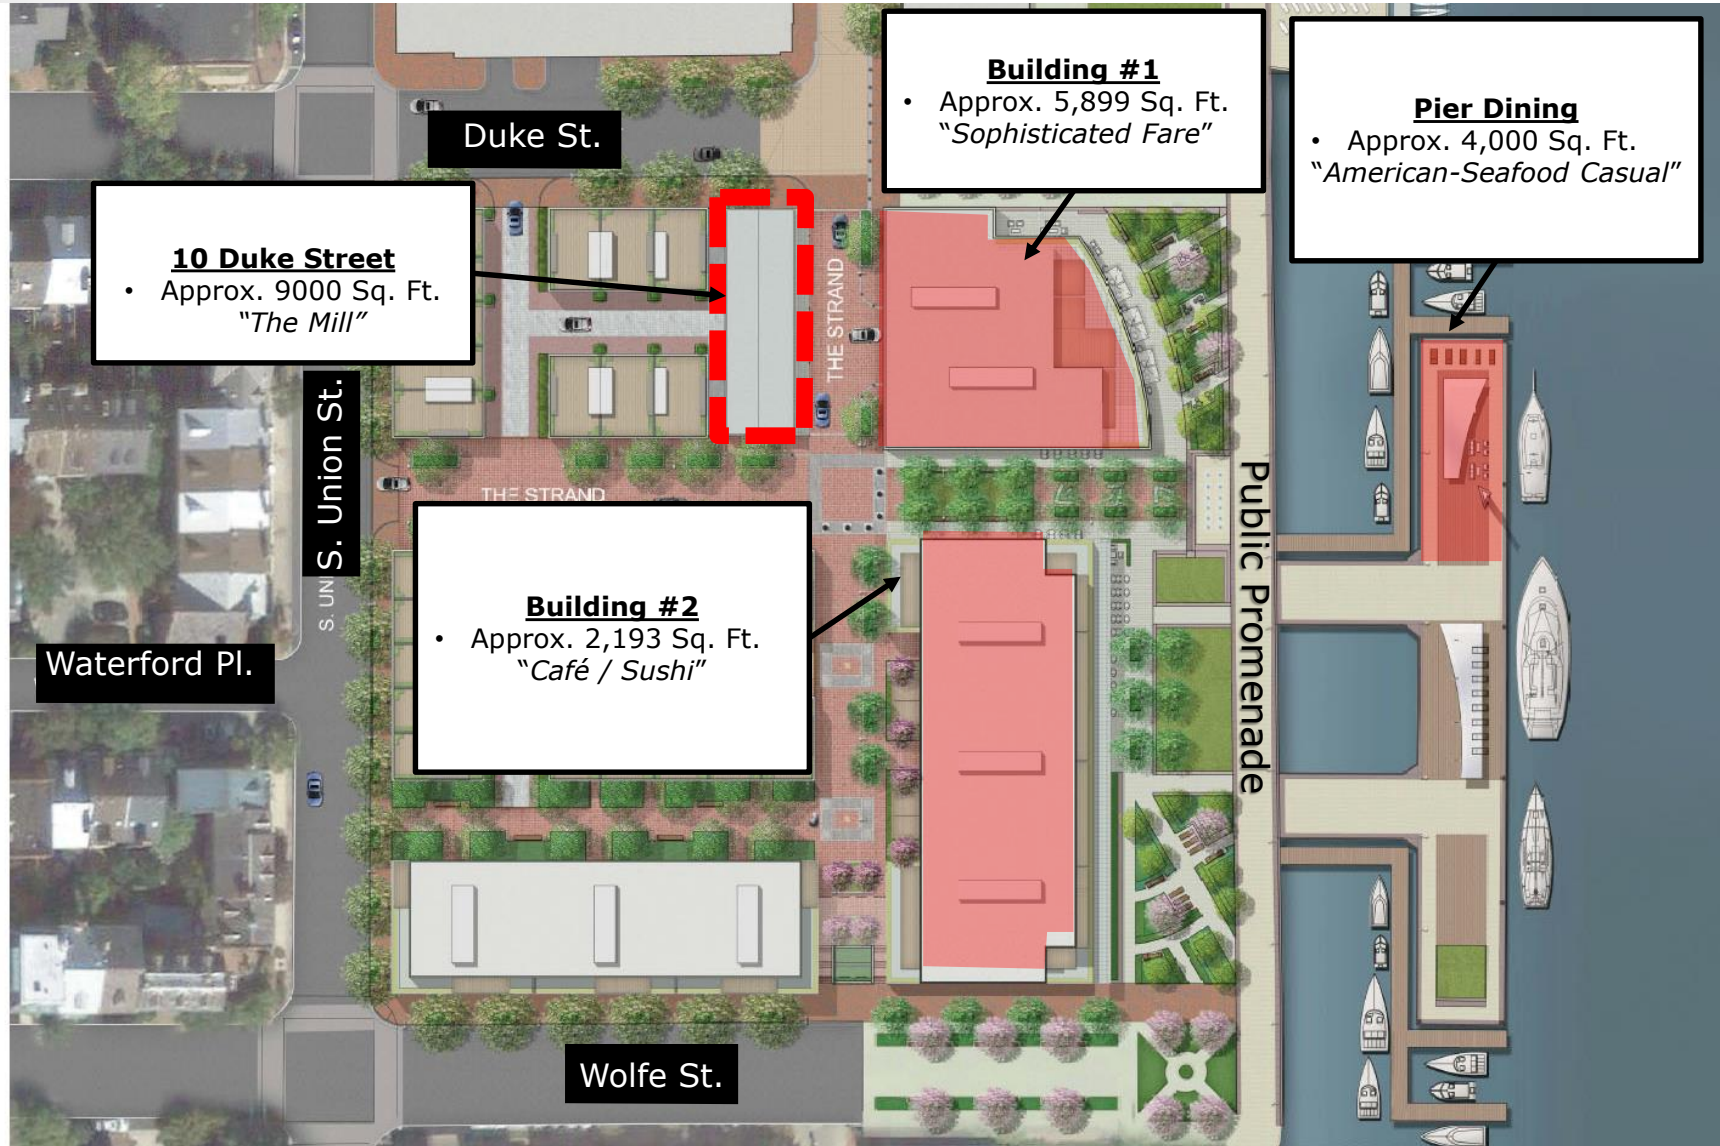 Duke St.
Building #1
• Approx. 5,899 Sq. Ft.
“Sophisticated Fare”
Pier Dining
• Approx. 4,000 Sq. Ft.
“American-Seafood Casual”
10 Duke Street
• Approx. 9000 Sq. Ft.
“The Mill”
THE STRAND
S. Union St.
THE STRAND
Public Promenade
Building #2
• Approx. 2,193 Sq. Ft.
“Café / Sushi”
S. UNI
Waterford Pl.
Wolfe St.